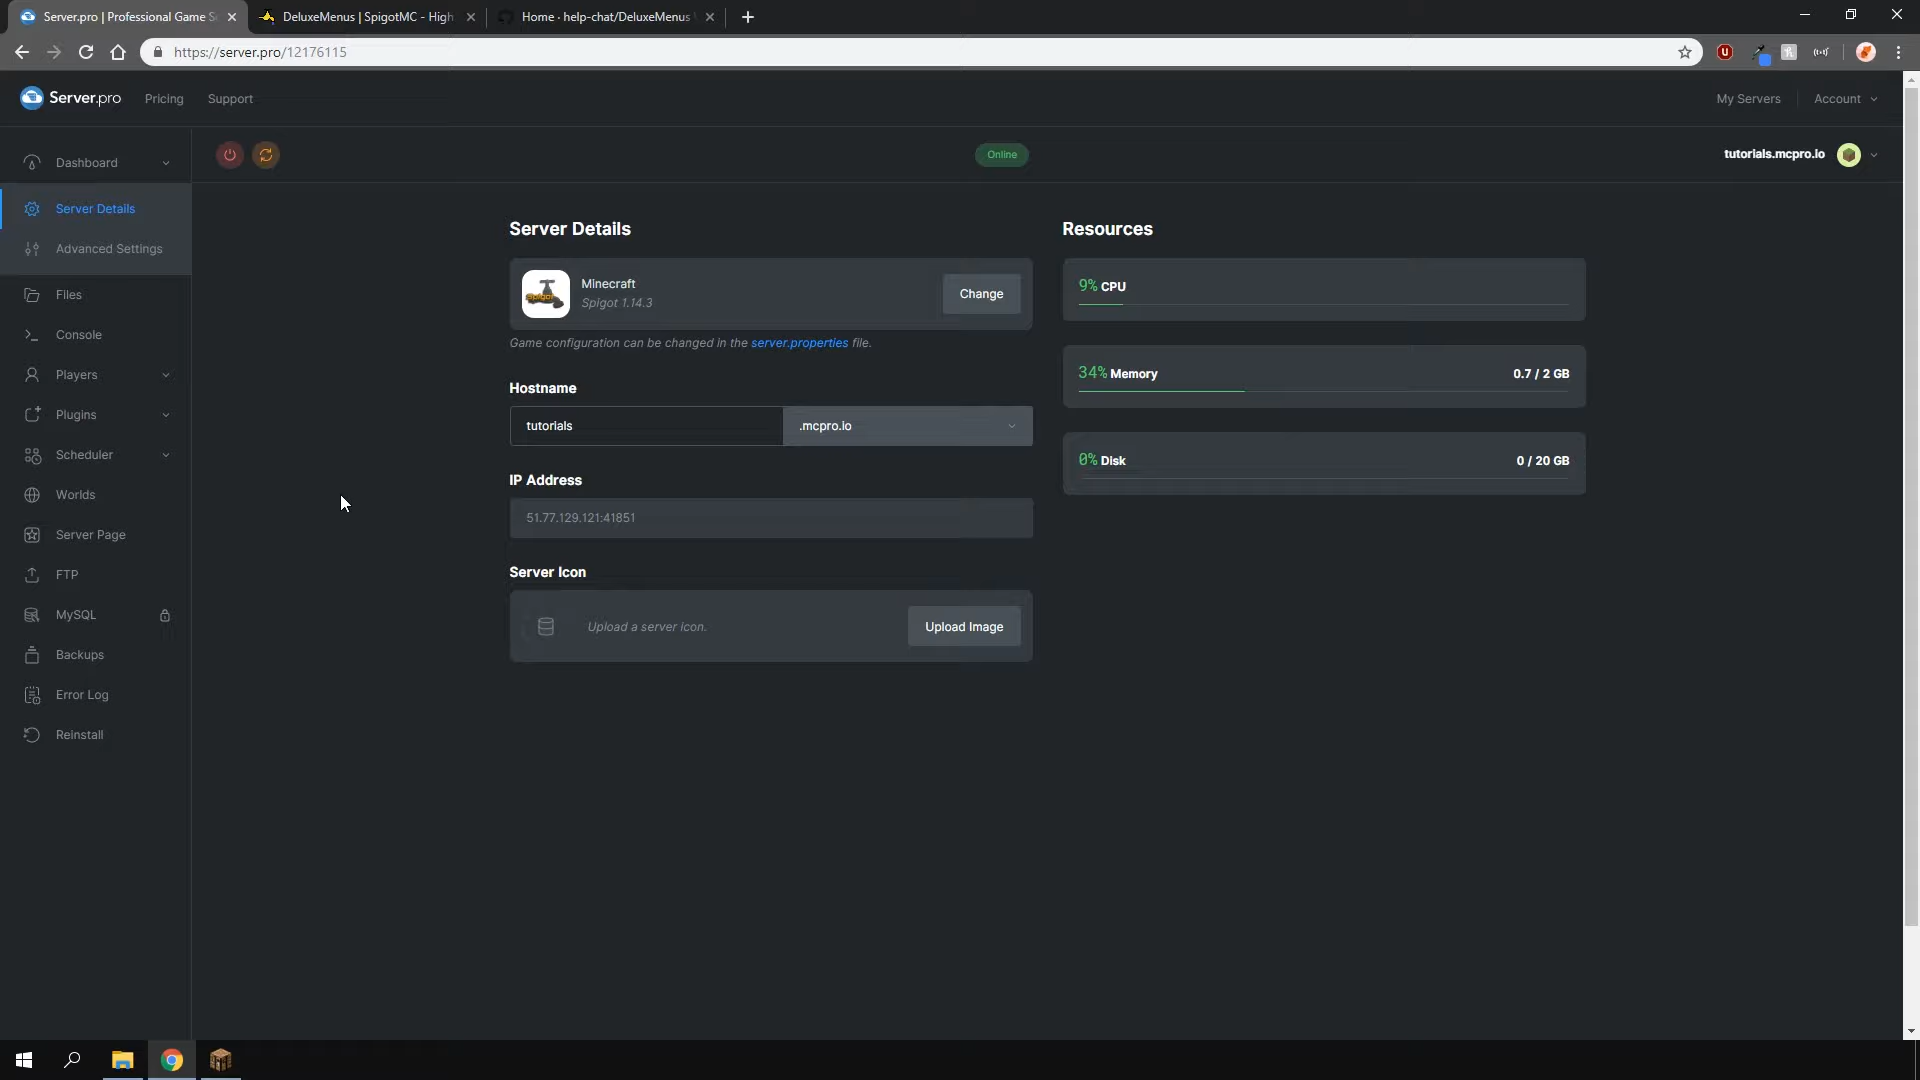 Server.pro | Professional Game S
DeluxeMenus | SpigotMC - High
Home · help-chat/DeluxeMenus
https://server.pro/12176115
Server.pro
Pricing
Support
My Servers
Account
Dashboard
Online
tutorials.mcpro.io
Server Details
Advanced Settings
Files
Console
Players
Plugins
Scheduler
Worlds
Server Page
FTP
MySQL
Backups
Error Log
Reinstall
Server Details
Minecraft
Spigot 1.14.3
Change
Game configuration can be changed in the server.properties file.
Hostname
tutorials
.mcpro.io
IP Address
51.77.129.121:41851
Server Icon
Upload a server icon.
Upload Image
Resources
9% CPU
34% Memory
0.7 / 2 GB
0% Disk
0 / 20 GB